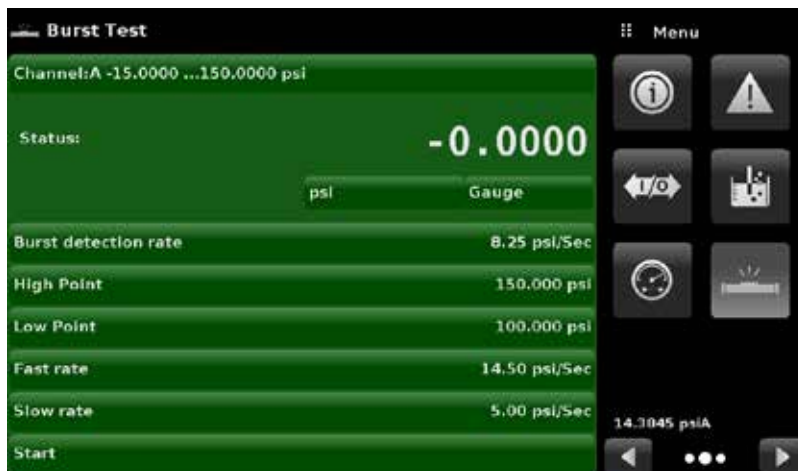 Burst Test
Menu
Channel:A -15.0000 ...150.0000 psi
Status:
-0.0000
psi
Gauge
I/O
Burst detection rate 8.25 psi/Sec
High Point 150.000 psi
Low Point 100.000 psi
Fast rate 14.50 psi/Sec
Slow rate 5.00 psi/Sec
Start
14.3045 psiA